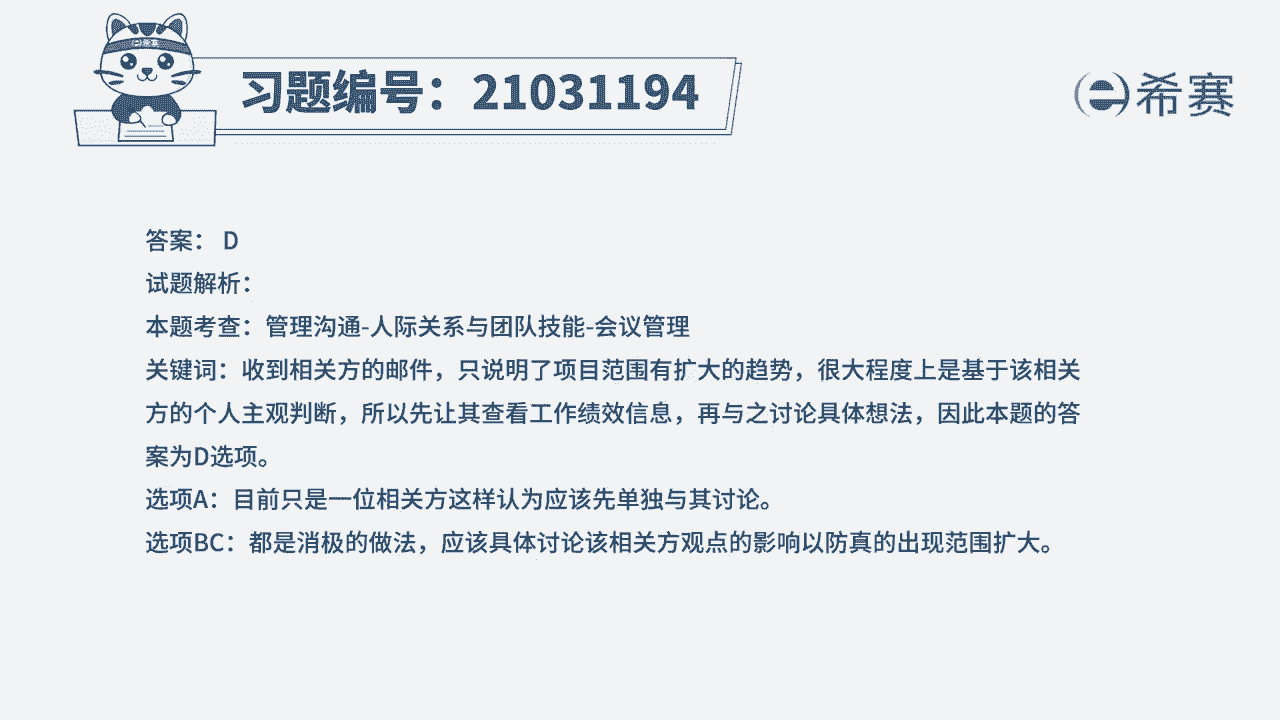 习题编号：21031194
希赛
答案： D
试题解析：
本题考查：管理沟通-人际关系与团队技能-会议管理
关键词：收到相关方的邮件，只说明了项目范围有扩大的趋势，很大程度上是基于该相关
方的个人主观判断，所以先让其查看工作绩效信息，再与之讨论具体想法，因此本题的答
案为D选项。
选项A：目前只是一位相关方这样认为应该先单独与其讨论。
选项BC：都是消极的做法，应该具体讨论该相关方观点的影响以防真的出现范围扩大。